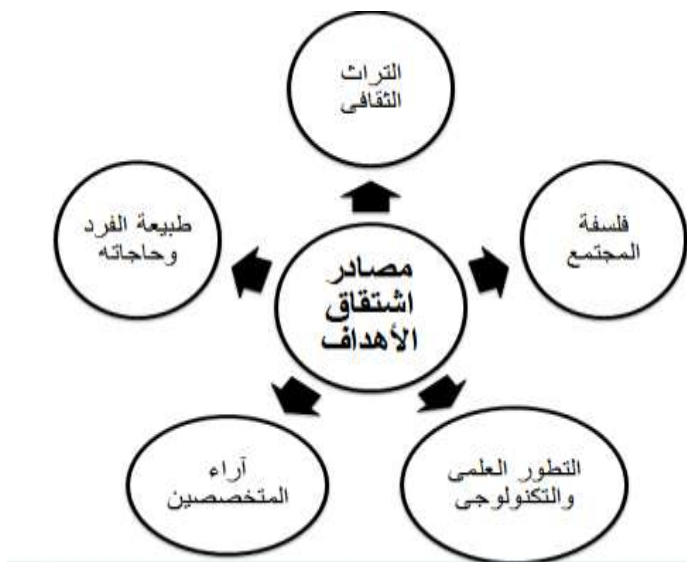 التراث
الثقافى
فلسفة
المجتمع
طبيعة الفرد
وحاجاته
مصادر
اشتقاق
الأهداف
التطور العلمى
والتكنولوجى
آراء
المتخصصين